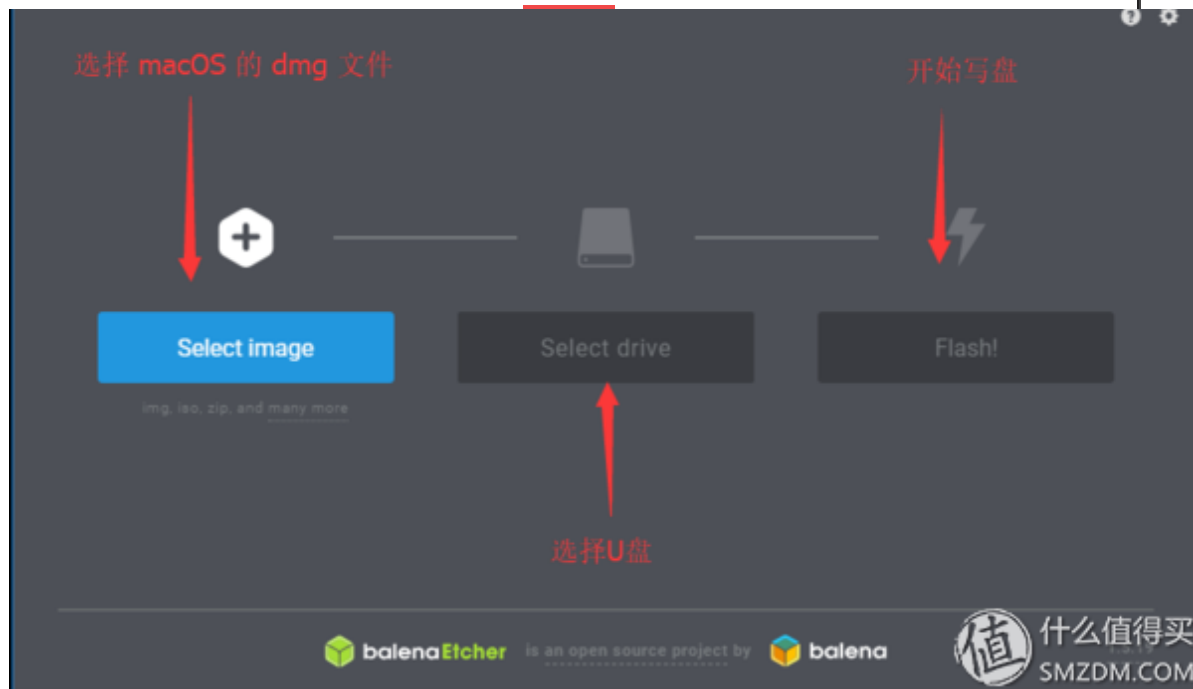 选择 macOS 的 dmg 文件
开始写盘
Select image
Select drive
Flash!
img, iso, zip, and many more
选择U盘
balenaEtcher is an open source project by balena
值 什么值得买
SMZDM.COM